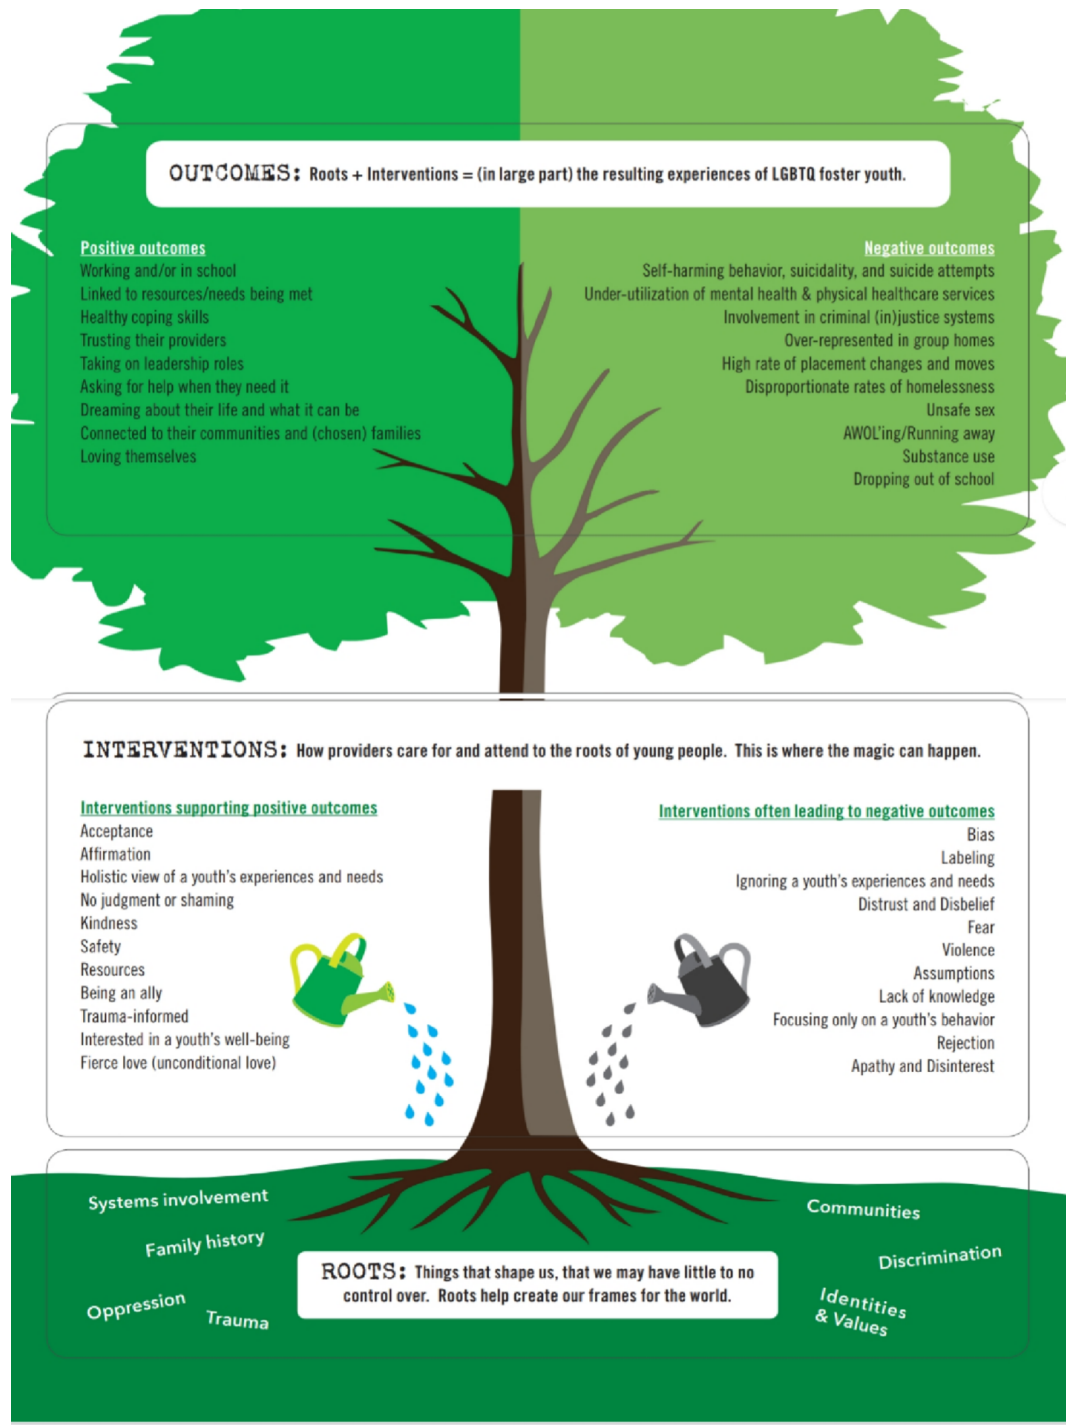 OUTCOMES: Roots + Interventions = (in large part) the resulting experiences of LGBTQ foster youth.
Positive outcomes
Working and/or in school
Linked to resources/needs being met
Healthy coping skills
Trusting their providers
Taking on leadership roles
Asking for help when they need it
Dreaming about their life and what it can be
Connected to their communities and (chosen) families
Loving themselves
Negative outcomes
Self-harming behavior, suicidality, and suicide attempts
Under-utilization of mental health & physical healthcare services
Involvement in criminal (in)justice systems
Over-represented in group homes
High rate of placement changes and moves
Disproportionate rates of homelessness
Unsafe sex
AWOL'ing/Running away
Substance use
Dropping out of school
INTERVENTIONS: How providers care for and attend to the roots of young people. This is where the magic can happen.
Interventions supporting positive outcomes
Acceptance
Affirmation
Holistic view of a youth's experiences and needs
No judgment or shaming
Kindness
Safety
Resources
Being an ally
Trauma-informed
Interested in a youth's well-being
Fierce love (unconditional love)
Interventions often leading to negative outcomes
Bias
Labeling
Ignoring a youth's experiences and needs
Distrust and Disbelief
Fear
Violence
Assumptions
Lack of knowledge
Focusing only on a youth's behavior
Rejection
Apathy and Disinterest
Systems involvement
Family history
Oppression
Trauma
ROOTS: Things that shape us, that we may have little to no
control over. Roots help create our frames for the world.
Communities
Discrimination
Identities
& Values